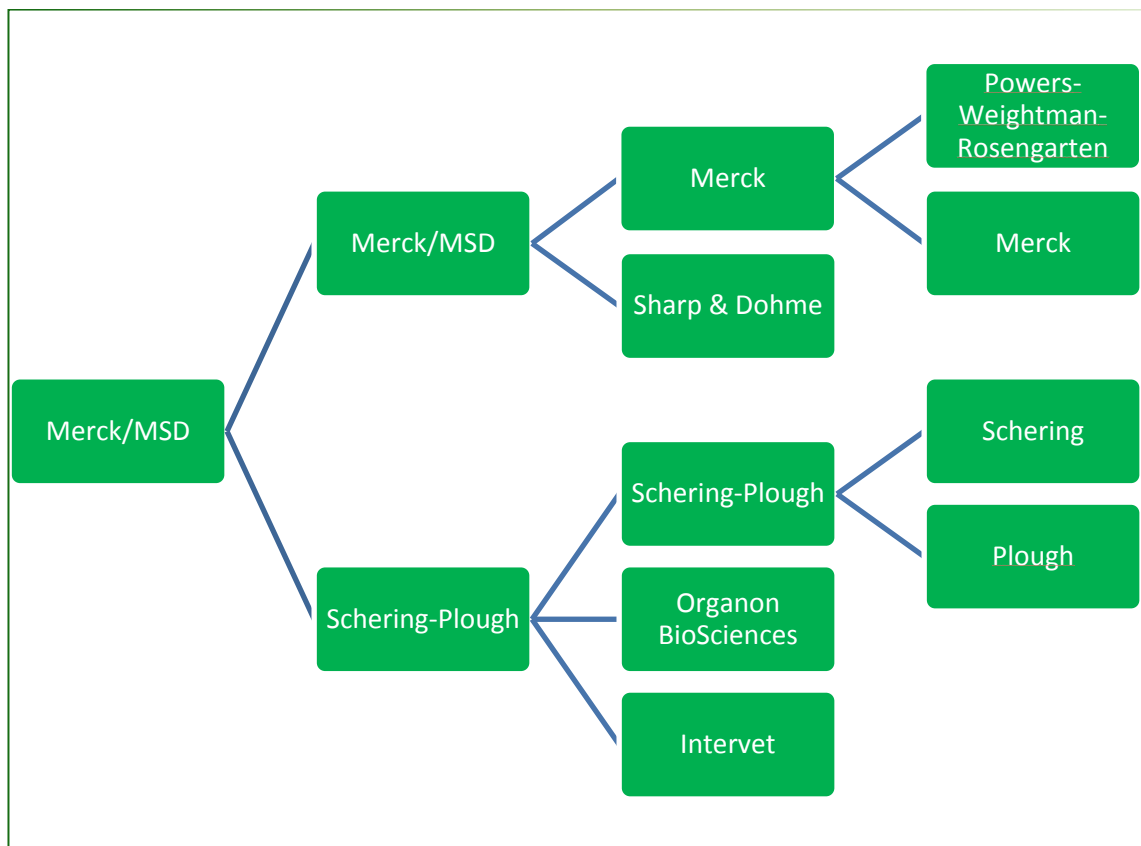 Merck/MSD
Merck/MSD
Schering-Plough
Merck
Sharp & Dohme
Schering-Plough
Organon
BioSciences
Intervet
Powers-
Weightman-
Rosengarten
Merck
Schering
Plough